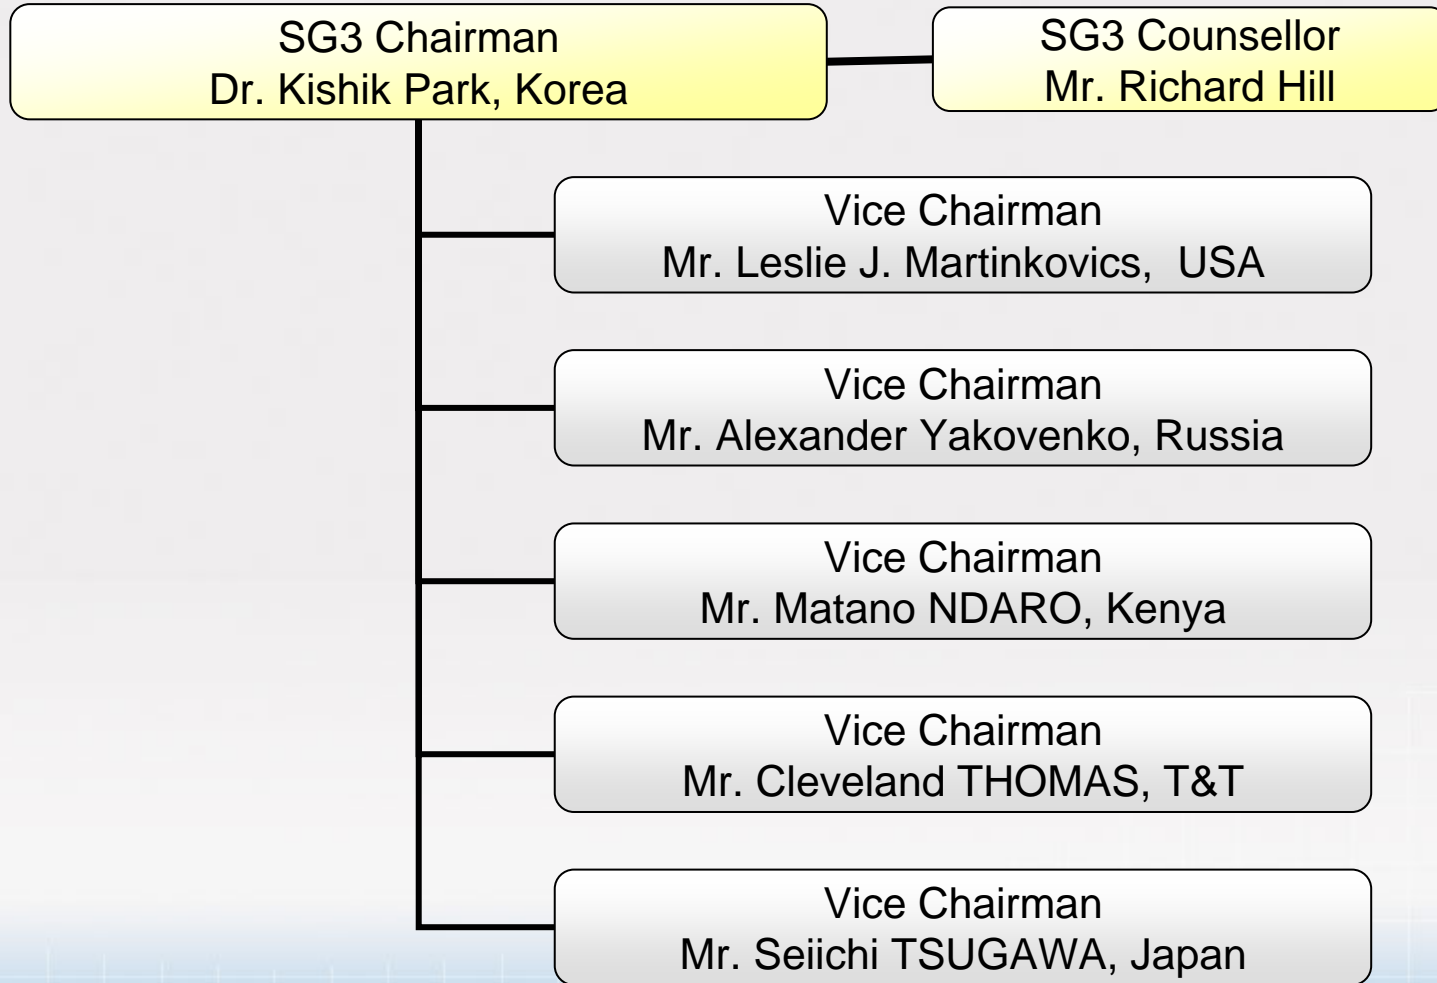 SG3 Chairman
Dr. Kishik Park, Korea
SG3 Counsellor
Mr. Richard Hill
Vice Chairman
Mr. Leslie J. Martinkovics,  USA
Vice Chairman
Mr. Alexander Yakovenko, Russia
Vice Chairman
Mr. Matano NDARO, Kenya
Vice Chairman
Mr. Cleveland THOMAS, T&T
Vice Chairman
Mr. Seiichi TSUGAWA, Japan